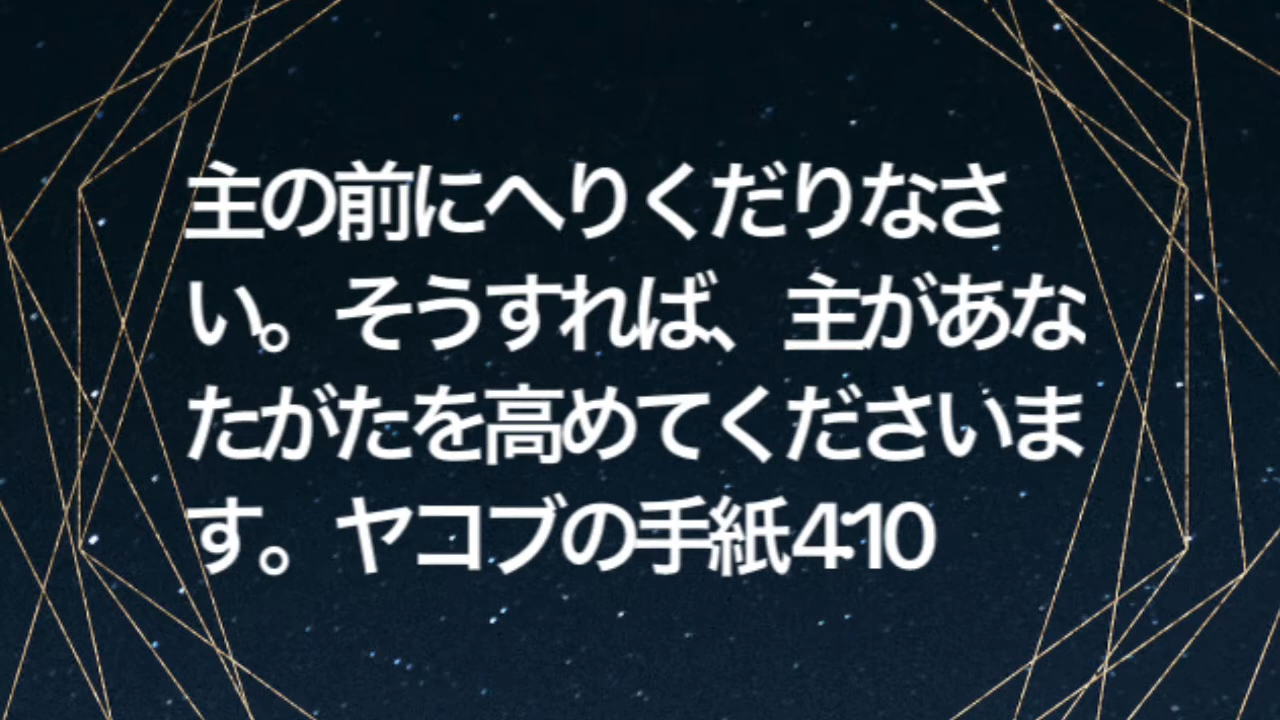 主の前にへりくだりなさ
い。そうすれば、主があな
たがたを高めてくださいま
す。ヤコブの手紙4·10